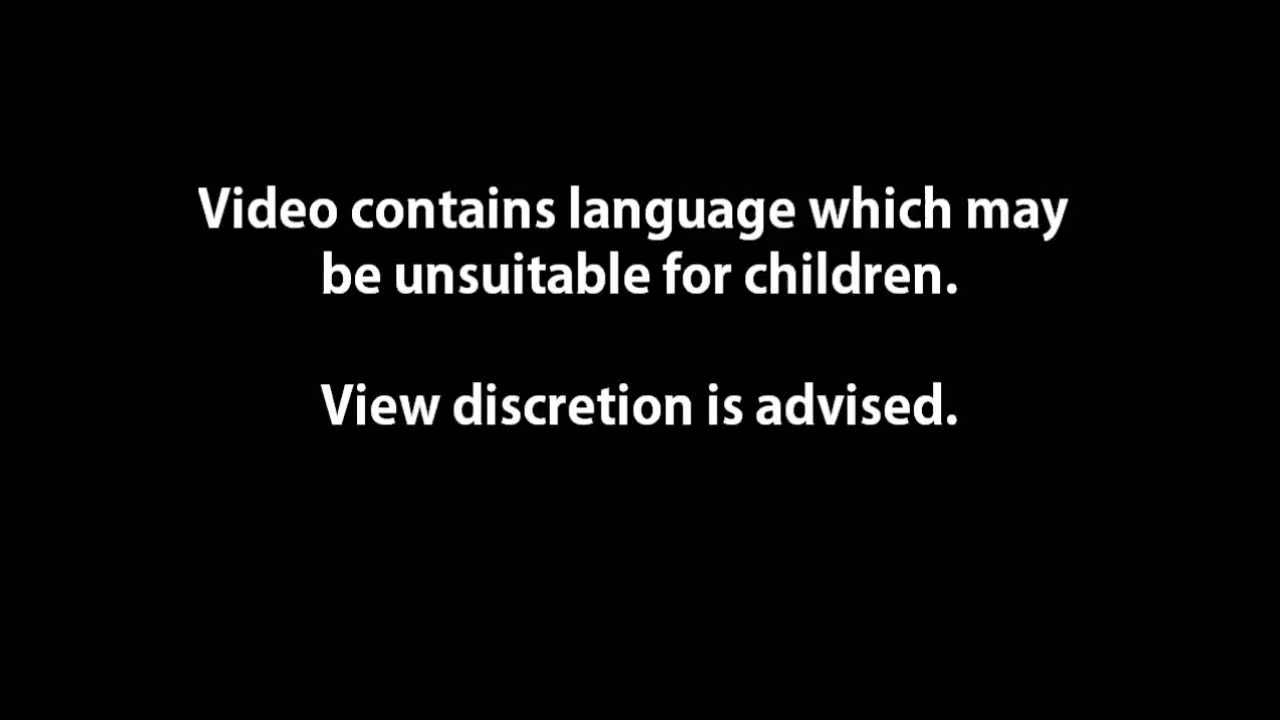 Video contains language which may
be unsuitable for children.
View discretion is advised.